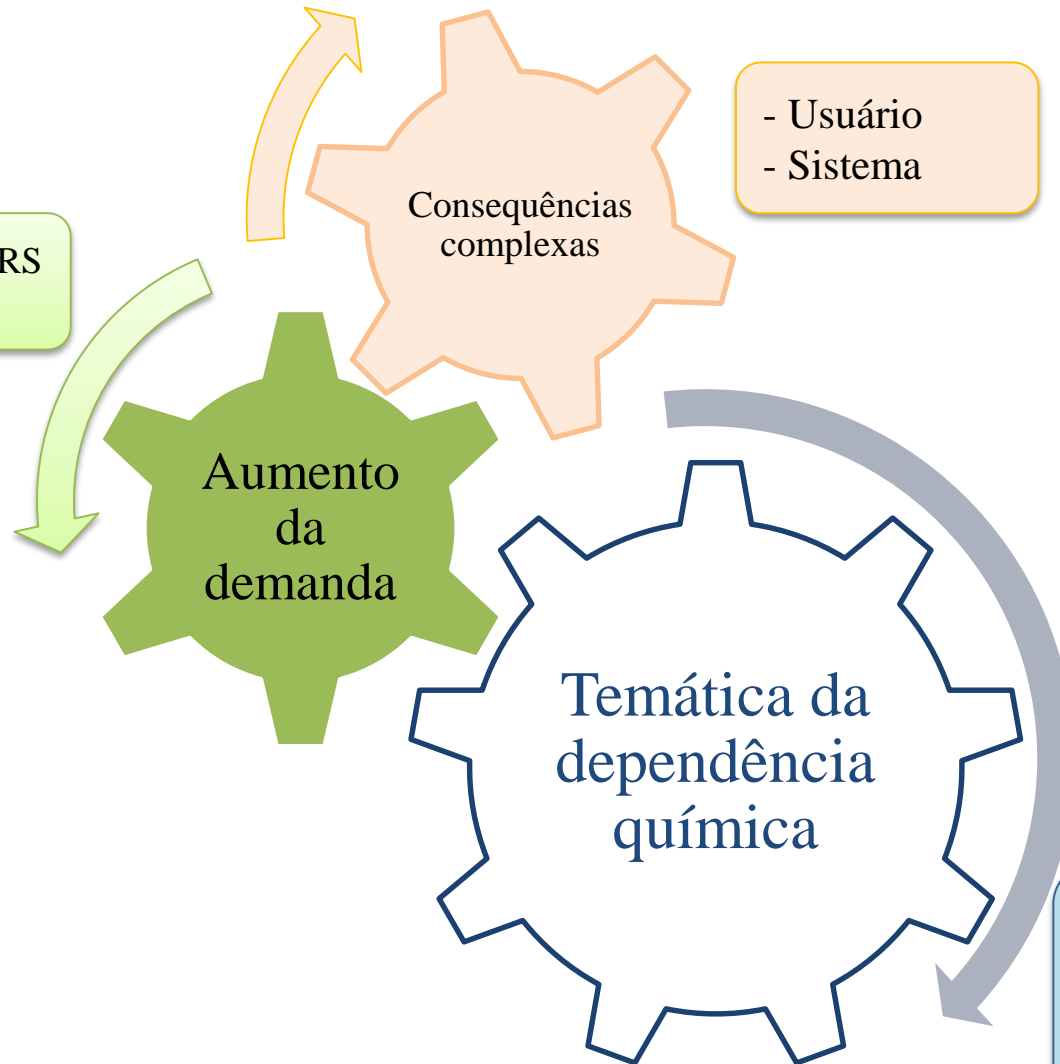 - Usuário
- Sistema
Consequências
complexas
RS
Aumento
da
demanda
Temática da
dependência
química